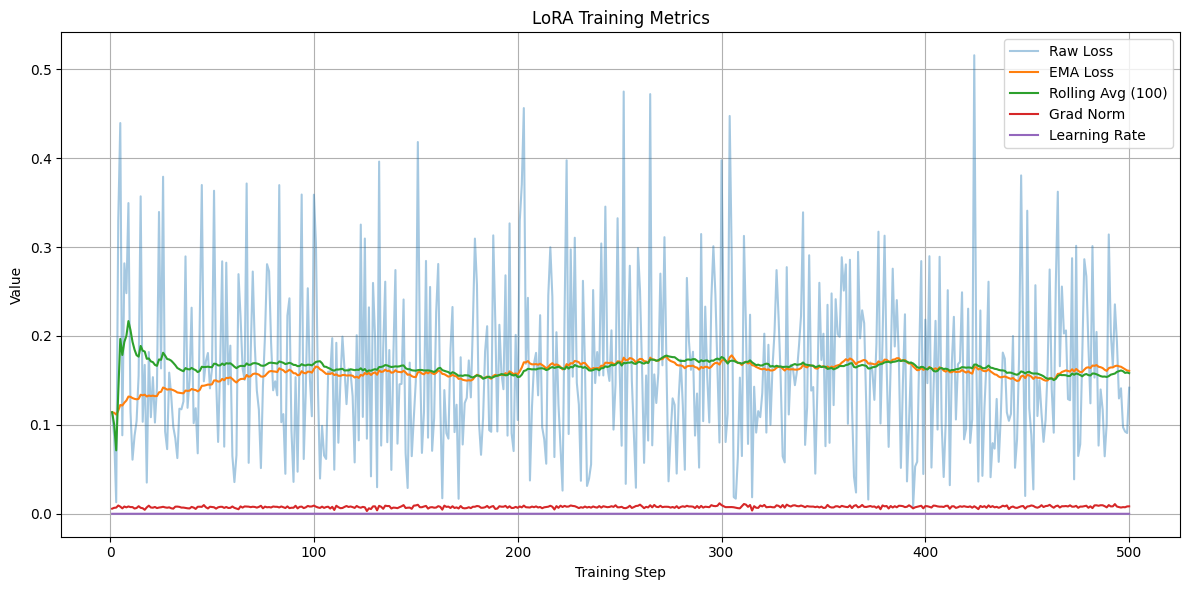 LoRA Training Metrics
Raw Loss
EMA Loss
Rolling Avg (100)
Grad Norm
Learning Rate
Value
0.5
0.4
0.3
0.2
0.1
0.0
0 100 200 300 400 500
Training Step